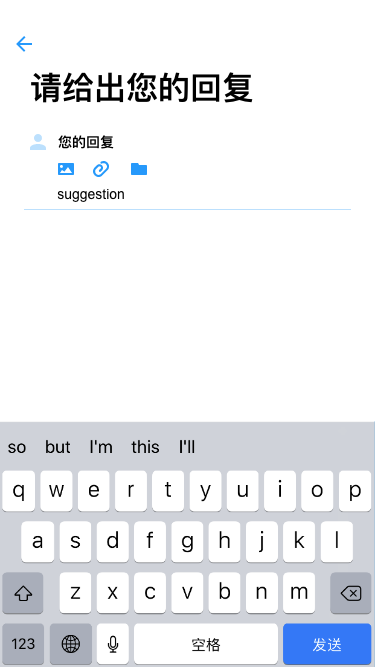 请给出您的回复
您的回复
suggestion
so but I'm this I'll
q w e r t y u i o p
a s d f g h j k l
z x c v b n m
123 空格 发送